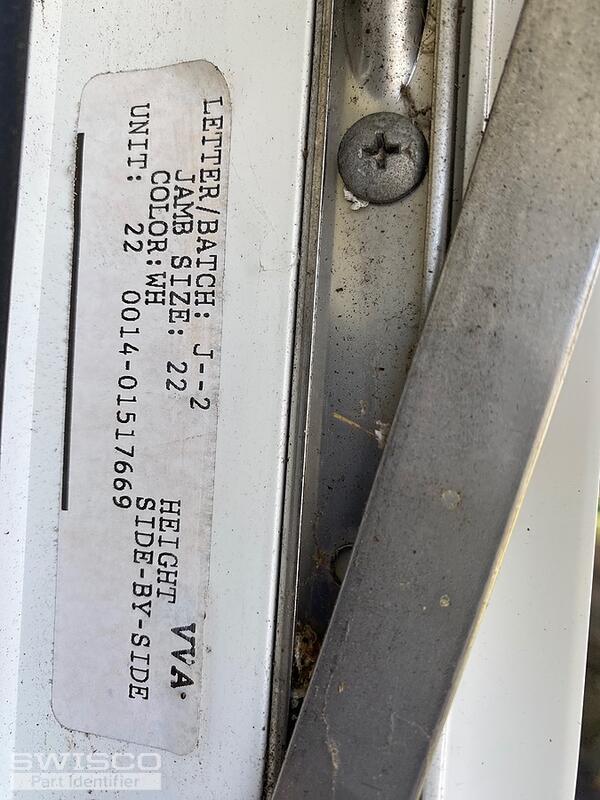 LETTER/BATCH: J--2
JAMB SIZE: 22 HEIGHT
COLOR:WH SIDE-BY-SIDE
UNIT: 22 0014-01517669
VVA.
SWISCO
Part Identifier